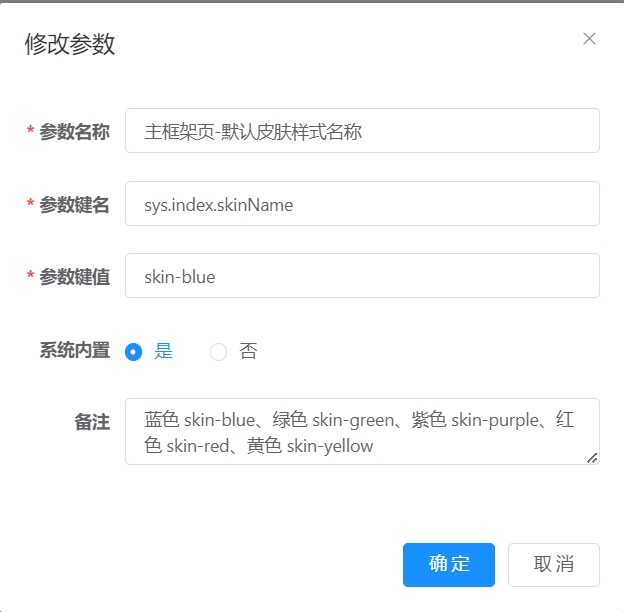 修改参数
* 参数名称 主框架页-默认皮肤样式名称
* 参数键名 sys.index.skinName
* 参数键值 skin-blue
系统内置 是 否
备注 蓝色 skin-blue、绿色 skin-green、紫色 skin-purple、红
色 skin-red、黄色 skin-yellow
确定 取消